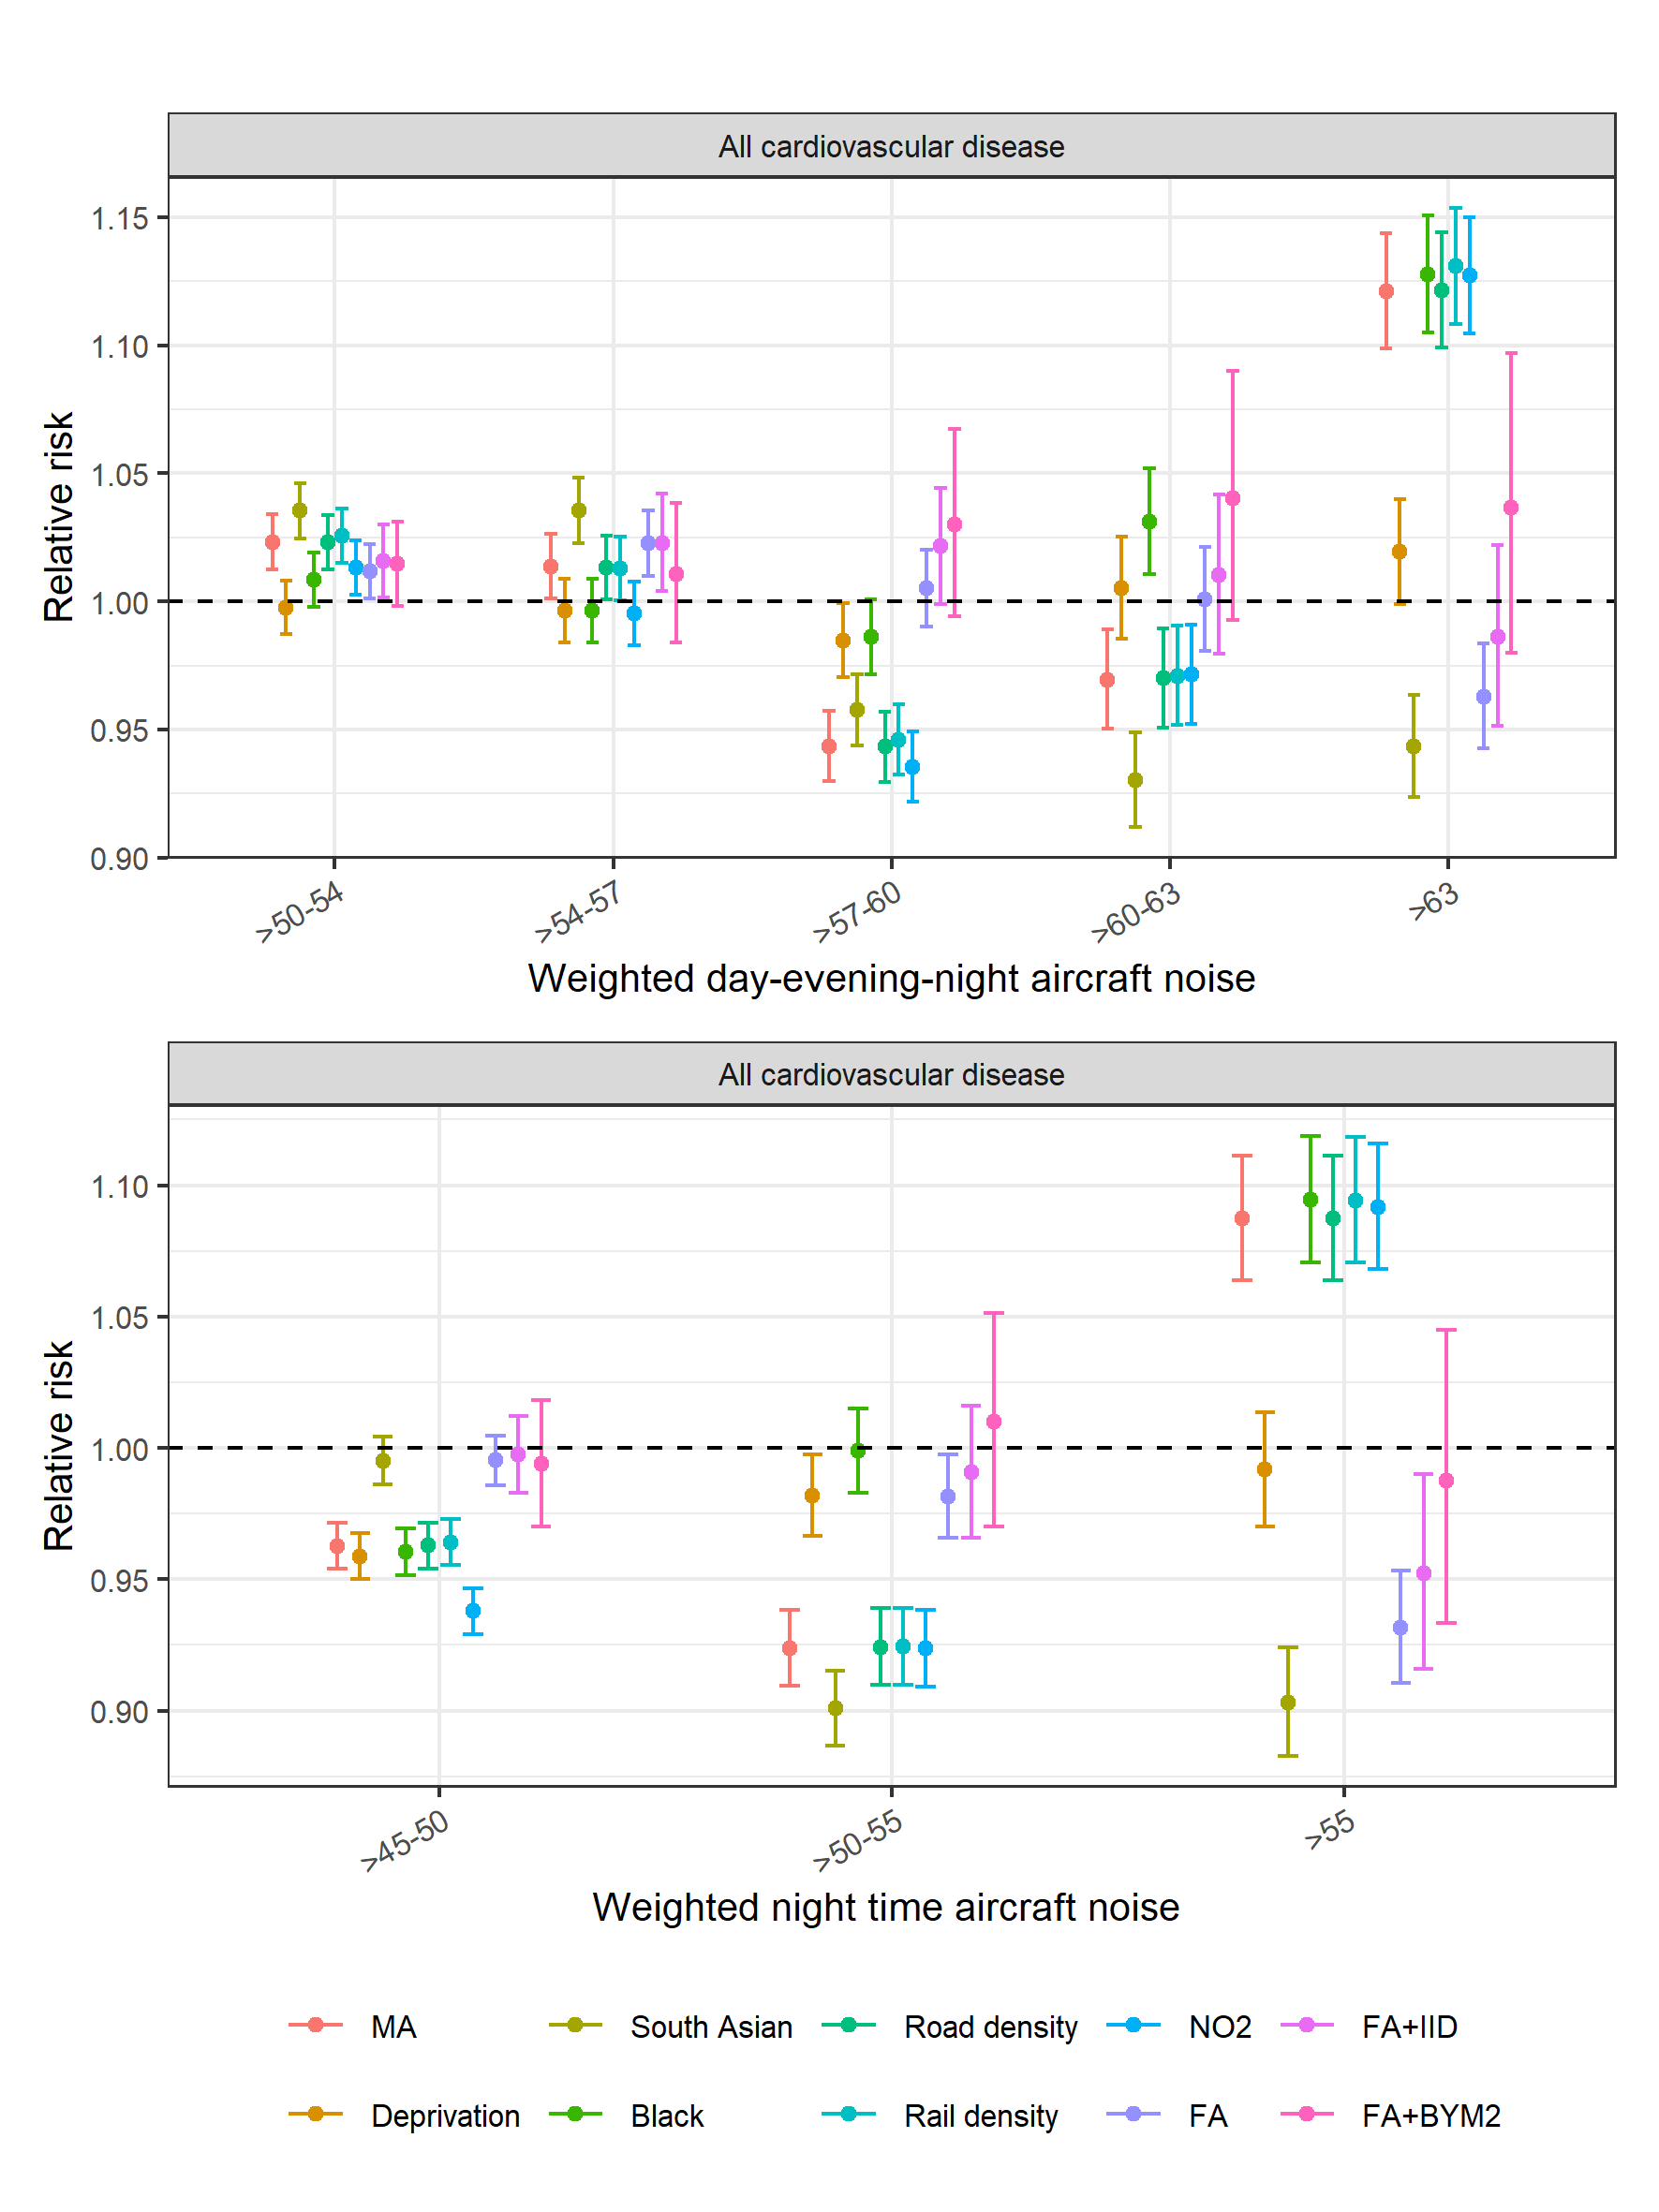 All cardiovascular disease
1.15
1.10
1.05
1.00
0.95
0.90
Relative risk
>50-54
>54-57
>57-60
>60-63
>63
Weighted day-evening-night aircraft noise
All cardiovascular disease
1.10
1.05
1.00
0.95
0.90
Relative risk
>45-50
>50-55
>55
Weighted night time aircraft noise
MA South Asian Road density NO2 FA+IID
Deprivation Black Rail density FA FA+BYM2